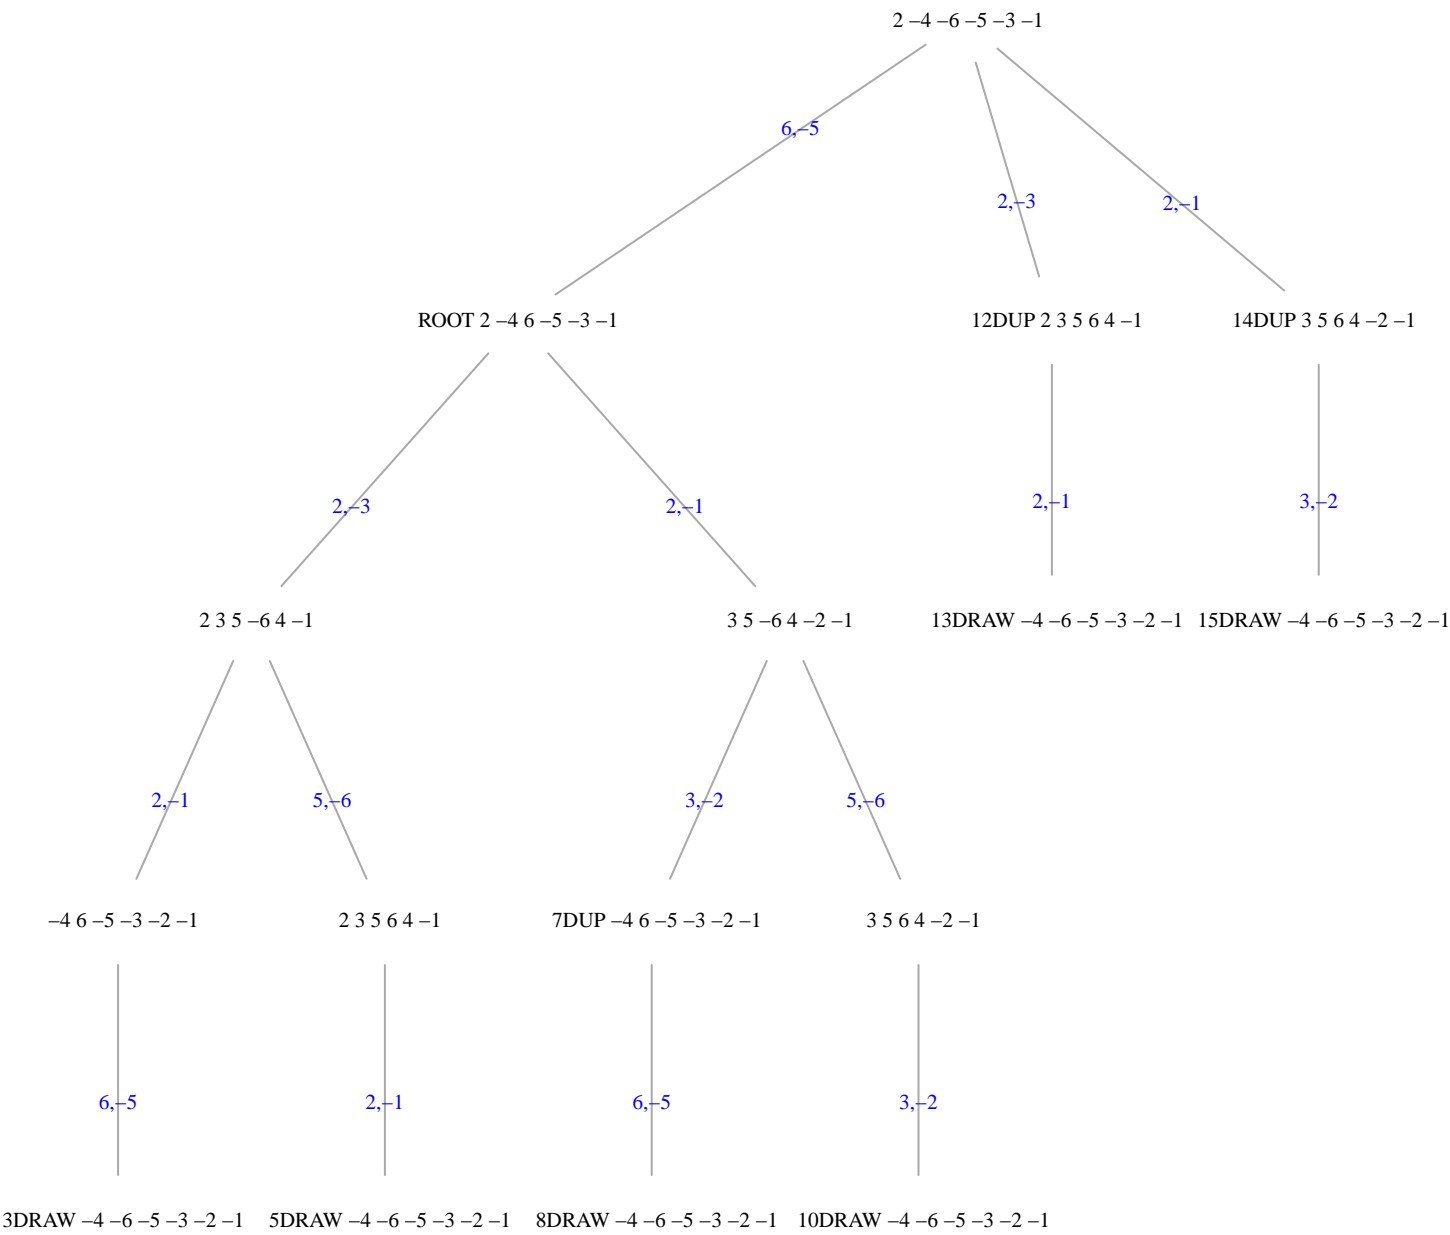 2 –4 –6 –5 –3 –1
6,–5
2,–3
2,–1
ROOT 2 –4 6 –5 –3 –1
12DUP 2 3 5 6 4 –1
14DUP 3 5 6 4 –2 –1
2,–3
2,–1
2,–1
3,–2
2 3 5 –6 4 –1
3 5 –6 4 –2 –1
13DRAW –4 –6 –5 –3 –2 –1
15DRAW –4 –6 –5 –3 –2 –1
2,–1
5,–6
3,–2
5,–6
–4 6 –5 –3 –2 –1
2 3 5 6 4 –1
7DUP –4 6 –5 –3 –2 –1
3 5 6 4 –2 –1
6,–5
2,–1
6,–5
3,–2
3DRAW –4 –6 –5 –3 –2 –1
5DRAW –4 –6 –5 –3 –2 –1
8DRAW –4 –6 –5 –3 –2 –1
10DRAW –4 –6 –5 –3 –2 –1